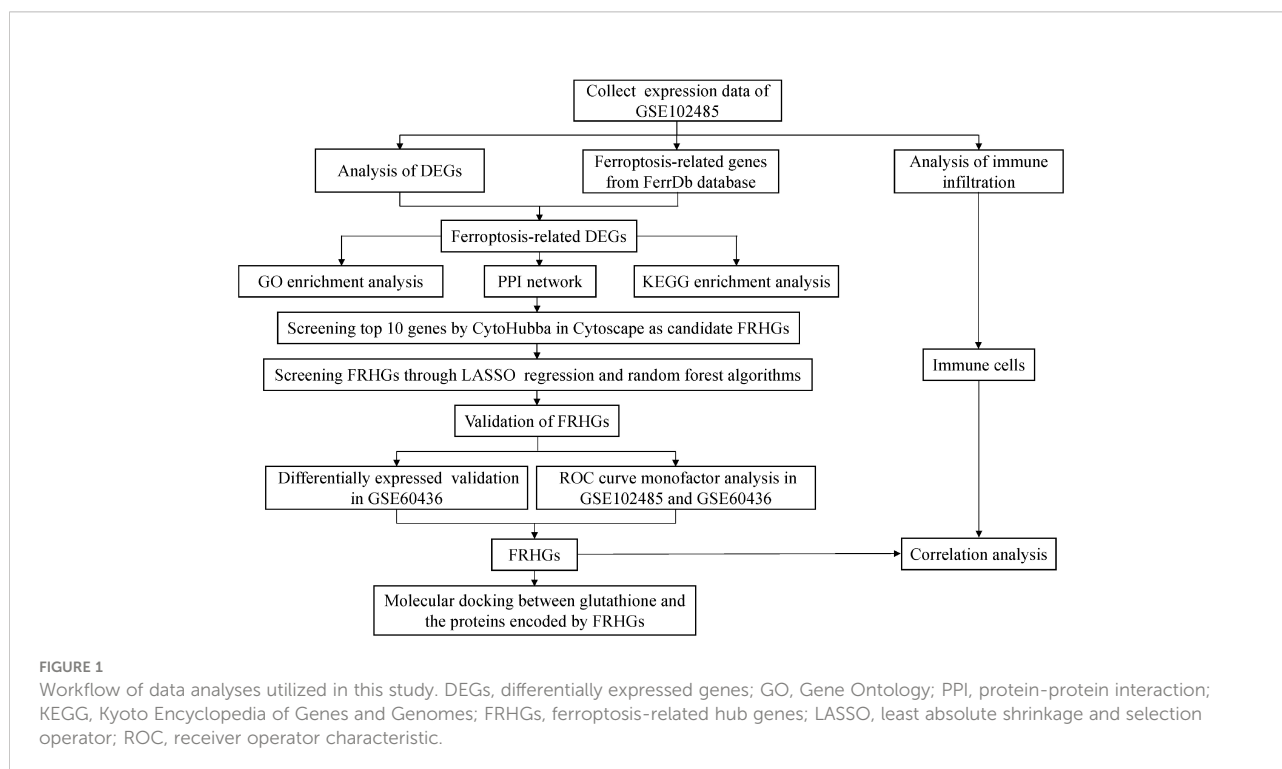 Collect expression data of
GSE102485
Analysis of DEGs
Ferroptosis-related genes
from FerrDb database
Analysis of immune
infiltration
Ferroptosis-related DEGs
GO enrichment analysis
PPI network
KEGG enrichment analysis
Screening top 10 genes by CytoHubba in Cytoscape as candidate FRHGs
Screening FRHGs through LASSO regression and random forest algorithms
Immune cells
Validation of FRHGs
Differentially expressed validation
in GSE60436
ROC curve monofactor analysis in
GSE102485 and GSE60436
FRHGs
Correlation analysis
Molecular docking between glutathione and
the proteins encoded by FRHGs
FIGURE 1
Workflow of data analyses utilized in this study. DEGs, differentially expressed genes; GO, Gene Ontology; PPI, protein-protein interaction;
KEGG, Kyoto Encyclopedia of Genes and Genomes; FRHGs, ferroptosis-related hub genes; LASSO, least absolute shrinkage and selection
operator; ROC, receiver operator characteristic.